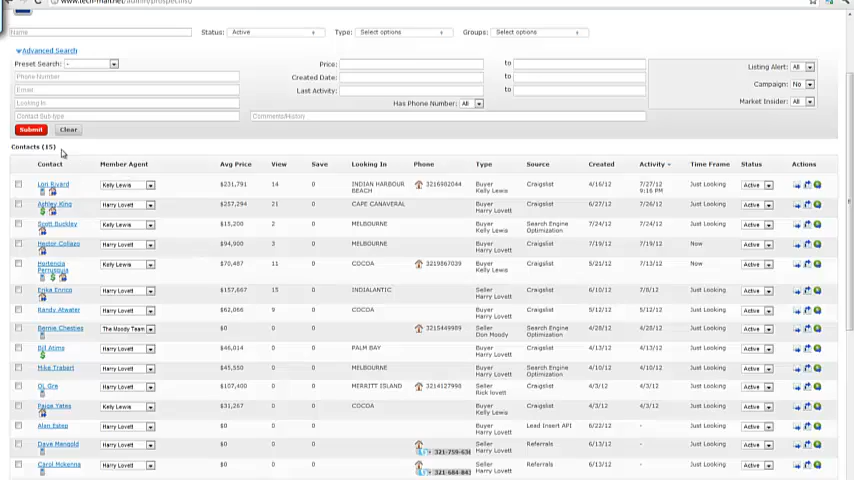 www.tech-mail.net/admin/prospects/
Name Status: Active Type: Select options Groups: Select options
Advanced Search
Preset Search: - Price: to Listing Alert: All
Phone Number Created Date: to Campaign: No
Email Last Activity: to
Looking In Has Phone Number: All Market Insider: All
Contact Sub-type Comments/History
Submit Clear
Contacts (15)
Contact Member Agent Avg Price View Save Looking In Phone Type Source Created Activity Time Frame Status Actions
Lori Rivard Kelly Lewis $231,791 14 0 INDIAN HARBOUR BEACH 3216982044 Buyer Kelly Lewis Craigslist 4/16/12 7/27/12 9:16 PM Just Looking Active
Ashley King Harry Lovett $257,294 21 0 CAPE CANAVERAL Buyer Harry Lovett Craigslist 6/27/12 7/26/12 Just Looking Active
Scott Buckley Kelly Lewis $15,200 2 0 MELBOURNE Buyer Kelly Lewis Search Engine Optimization 7/24/12 7/24/12 Just Looking Active
Hector Collazo Harry Lovett $94,900 3 0 MELBOURNE Buyer Harry Lovett Craigslist 7/19/12 7/19/12 Now Active
Hortencia Kelly Lewis $70,487 11 0 COCOA 3219867029 Buyer Kelly Lewis Craigslist 5/21/12 7/13/12 Now Active
Erika Enrico Harry Lovett $157,667 15 0 INDIALANTIC Seller Harry Lovett Craigslist 6/10/12 7/8/12 Just Looking Active
Randy Atwater Harry Lovett $62,066 9 0 COCOA Buyer Harry Lovett Craigslist 5/12/12 5/12/12 Just Looking Active
Bernie Chesties The Moody Team $0 0 0 3215449989 Seller Don Moody Search Engine Optimization 4/28/12 4/28/12 Just Looking Active
Bill Atims Harry Lovett $46,014 0 0 PALM BAY Buyer Harry Lovett Craigslist 4/13/12 4/13/12 Just Looking Active
Mike Trabert Harry Lovett $45,550 0 0 MELBOURNE Buyer Harry Lovett Search Engine Optimization 4/10/12 4/10/12 Just Looking Active
DL Gre Harry Lovett $107,400 0 0 MERRITT ISLAND 3214127998 Seller Rick lovett Craigslist 4/3/12 4/3/12 Just Looking Active
Paige Yates Kelly Lewis $31,267 0 0 COCOA Buyer Kelly Lewis Craigslist 4/3/12 4/3/12 Just Looking Active
Alan Estep Harry Lovett $0 0 0 Buyer Harry Lovett Lead Insert API 6/22/12 - Just Looking Active
Dave Mangold Harry Lovett $0 0 0 321-759-636 Seller Harry Lovett Referrals 6/13/12 - Just Looking Active
Carol Mckenna Harry Lovett $0 0 0 321-684-843 Seller Harry Lovett Referrals 6/13/12 - Just Looking Active